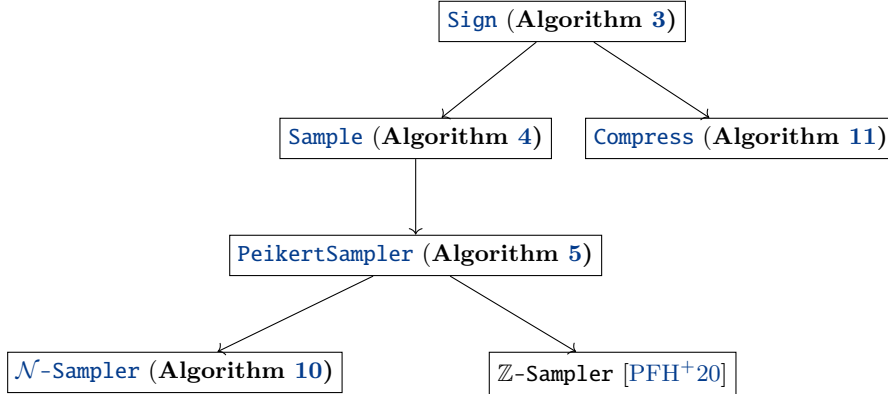 Sign (Algorithm 3)
Sample (Algorithm 4)
Compress (Algorithm 11)
PeikertSampler (Algorithm 5)
𝒩-Sampler (Algorithm 10)
ℤ-Sampler [PFH⁺20]